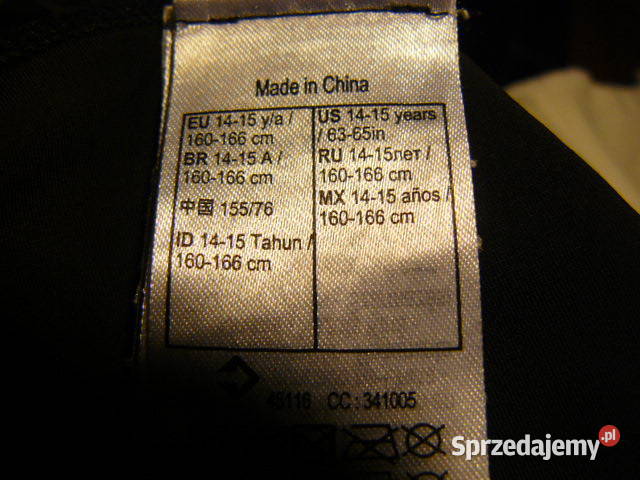 Made in China
EU 14-15 y/a /
160-166 cm
BR 14-15 A /
160-166 cm
中国 155/76
ID 14-15 Tahun /
160-166 cm
US 14-15 years
/ 63-65in
RU 14-15лет /
160-166 cm
MX 14-15 años /
160-166 cm
CC : 341005
Sprzedajemy.pl